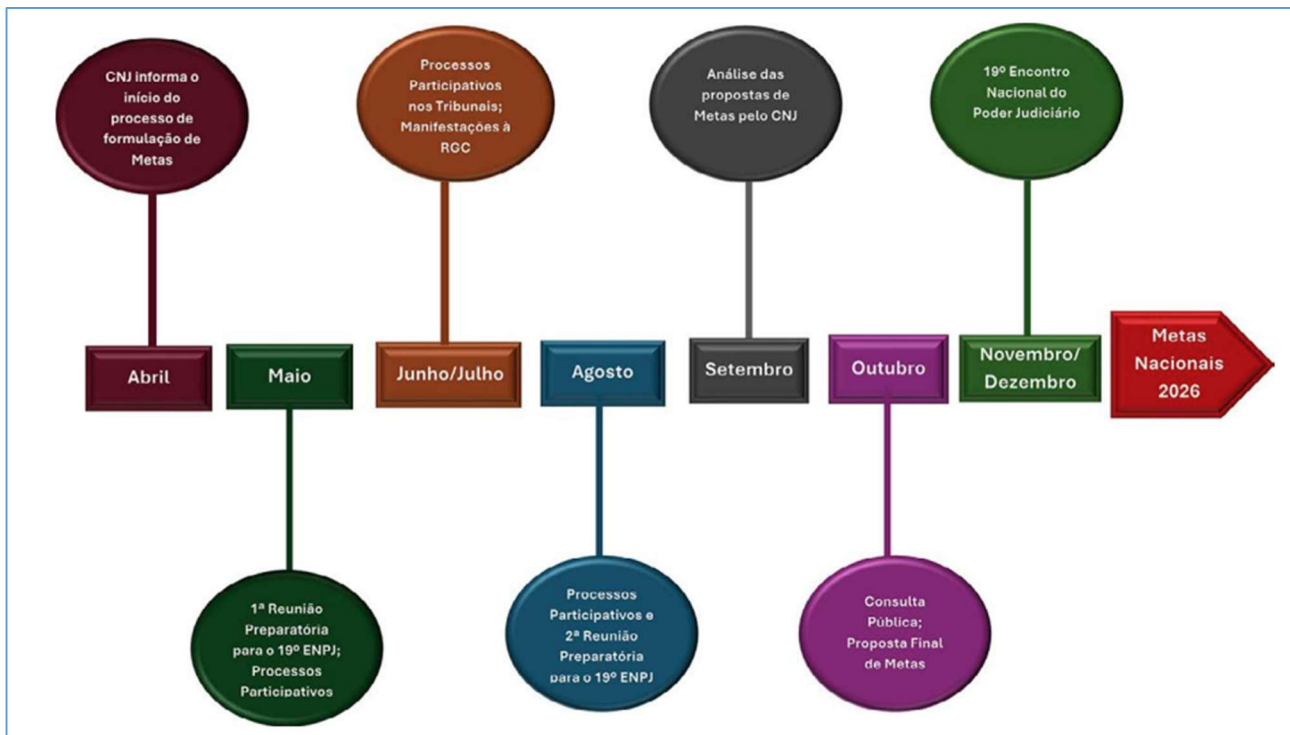 CNJ informa o
início do
processo de
formulação de
Metas
Processos
Participativos
nos Tribunais;
Manifestações à
RGC
Análise das
propostas de
Metas pelo CNJ
19º Encontro
Nacional do
Poder Judiciário
Abril
Maio
Junho/Julho
Agosto
Setembro
Outubro
Novembro/
Dezembro
Metas
Nacionais
2026
1ª Reunião
Preparatória
para o 19º ENPJ;
Processos
Participativos
Processos
Participativos e
2ª Reunião
Preparatória
para o 19º ENPJ
Consulta
Pública;
Proposta Final
de Metas